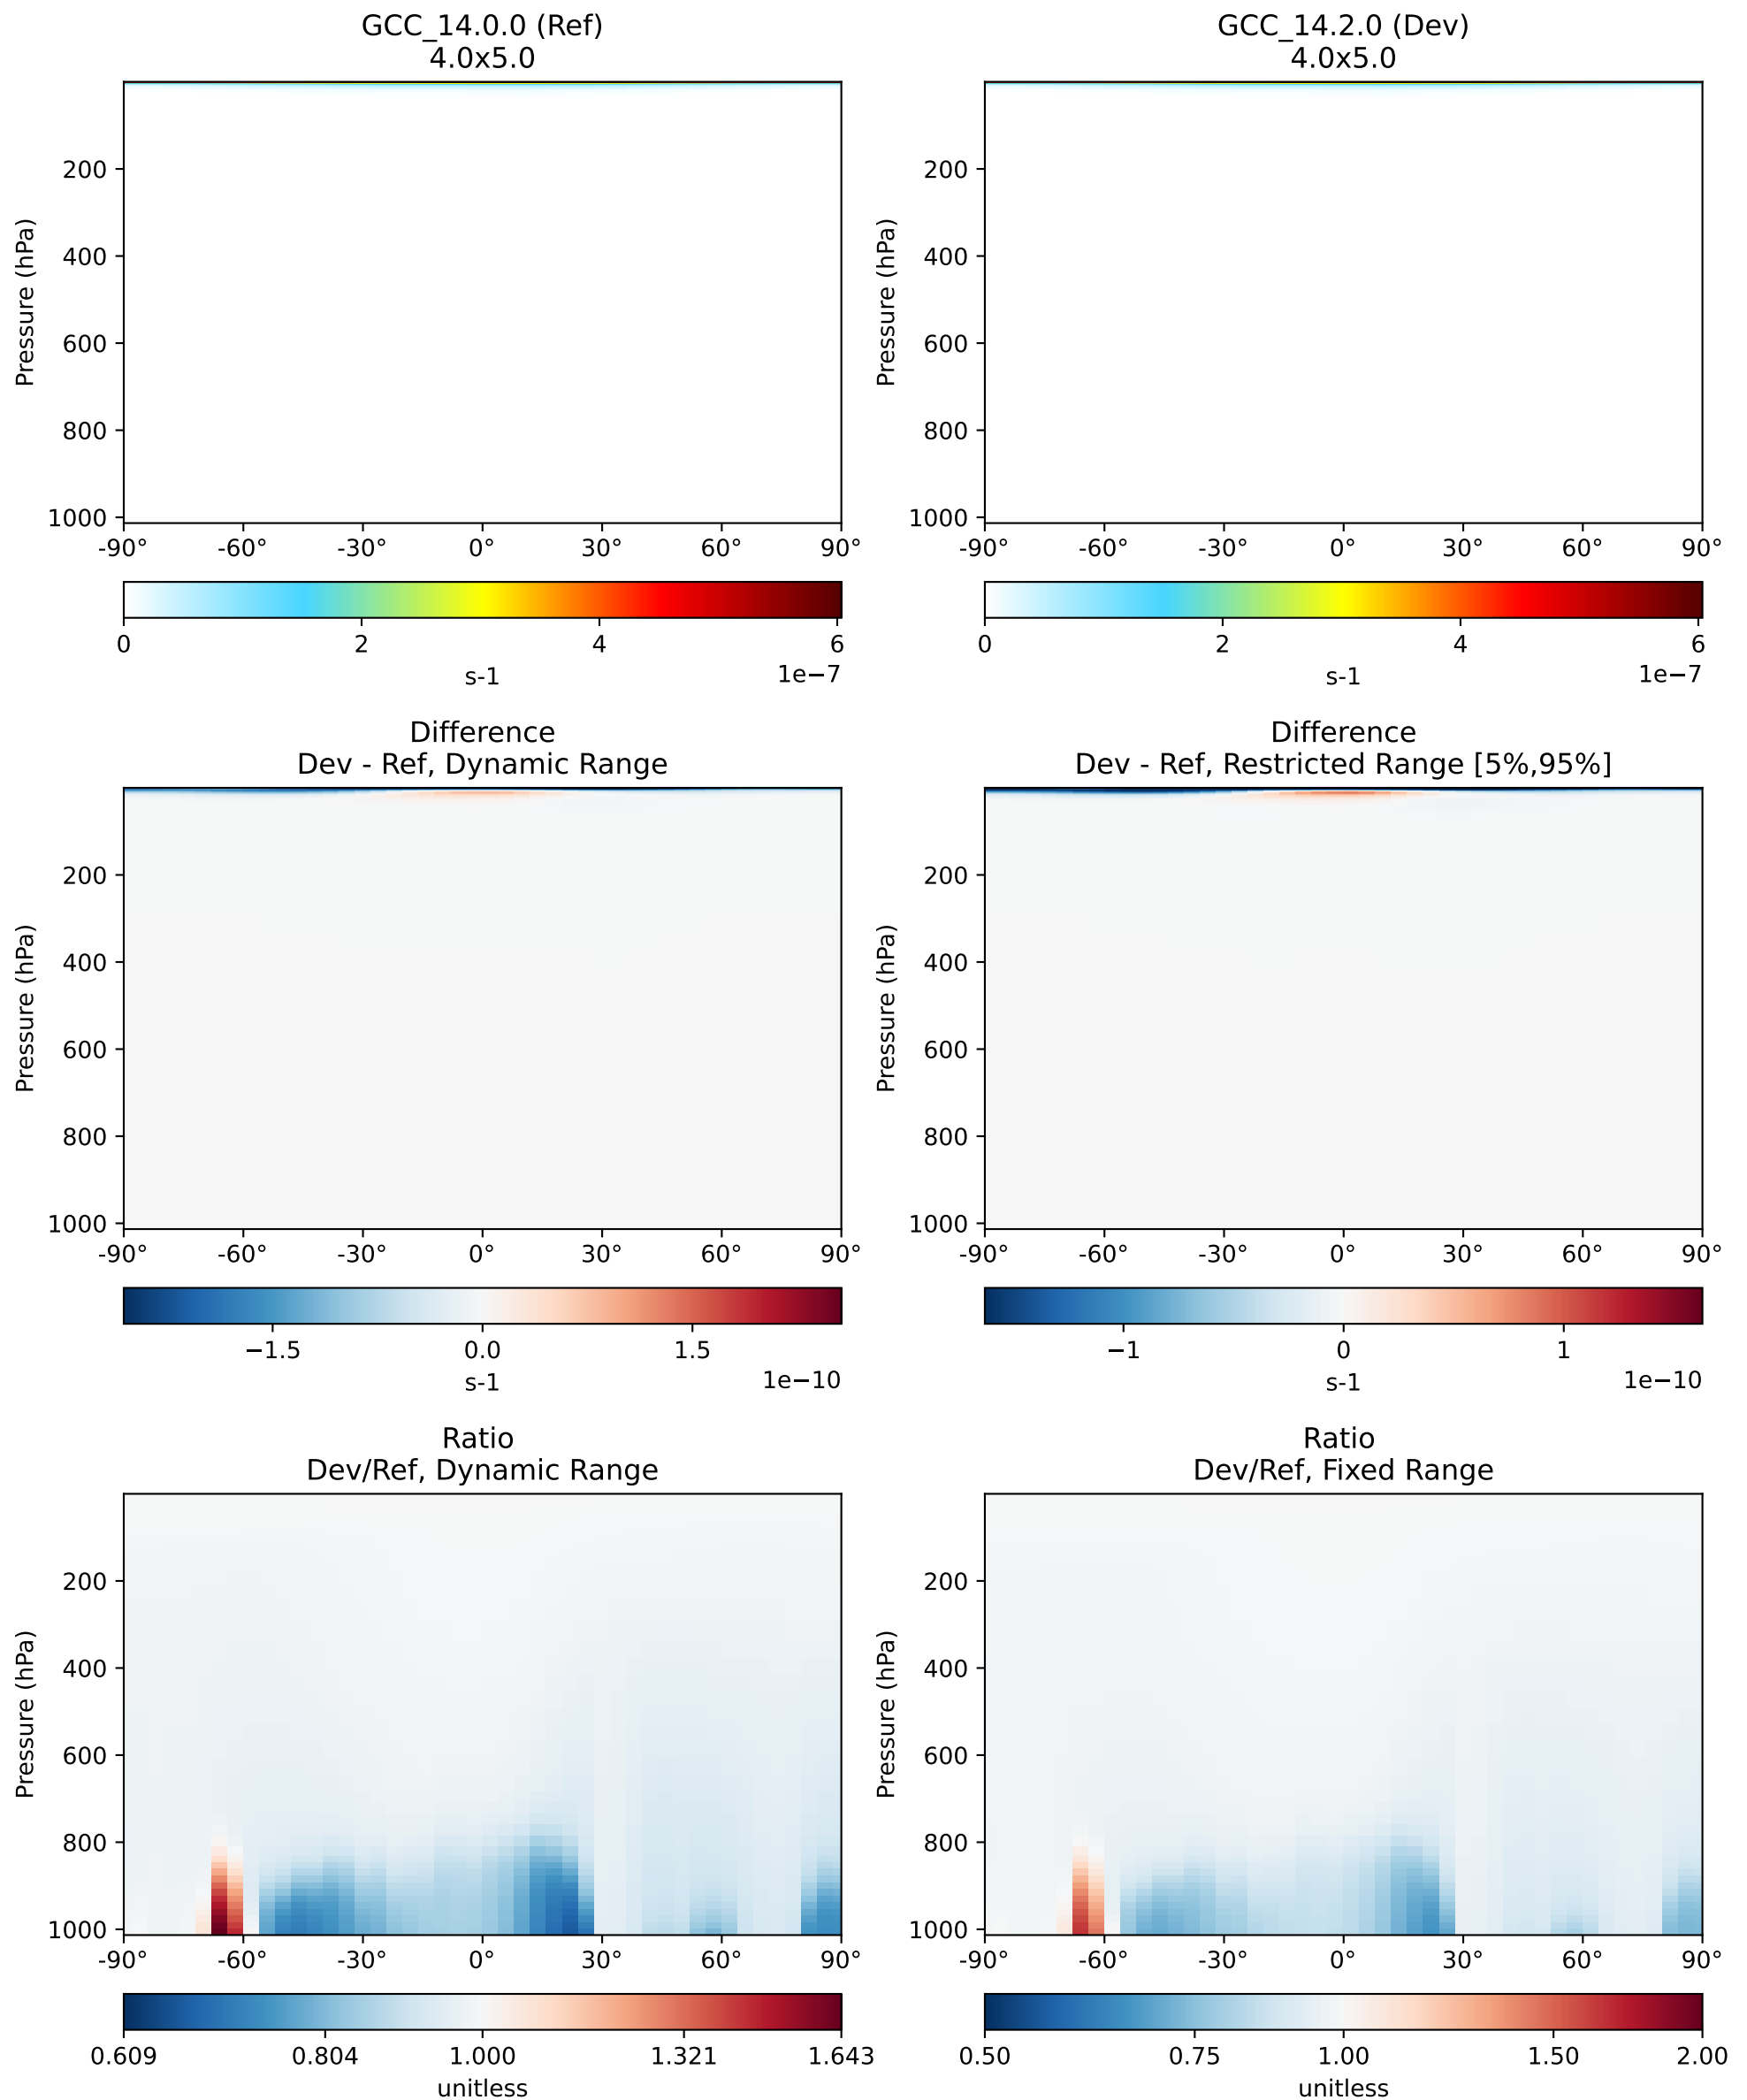 GCC_14.0.0 (Ref)
4.0x5.0
Pressure (hPa)
200
400
600
800
1000
-90° -60° -30° 0° 30° 60° 90°
0 2 4 6
s-1 1e−7
GCC_14.2.0 (Dev)
4.0x5.0
Pressure (hPa)
200
400
600
800
1000
-90° -60° -30° 0° 30° 60° 90°
0 2 4 6
s-1 1e−7
Difference
Dev - Ref, Dynamic Range
Pressure (hPa)
200
400
600
800
1000
-90° -60° -30° 0° 30° 60° 90°
−1.5 0.0 1.5
s-1 1e−10
Difference
Dev - Ref, Restricted Range [5%,95%]
Pressure (hPa)
200
400
600
800
1000
-90° -60° -30° 0° 30° 60° 90°
−1 0 1
s-1 1e−10
Ratio
Dev/Ref, Dynamic Range
Pressure (hPa)
200
400
600
800
1000
-90° -60° -30° 0° 30° 60° 90°
0.609 0.804 1.000 1.321 1.643
unitless
Ratio
Dev/Ref, Fixed Range
Pressure (hPa)
200
400
600
800
1000
-90° -60° -30° 0° 30° 60° 90°
0.50 0.75 1.00 1.50 2.00
unitless